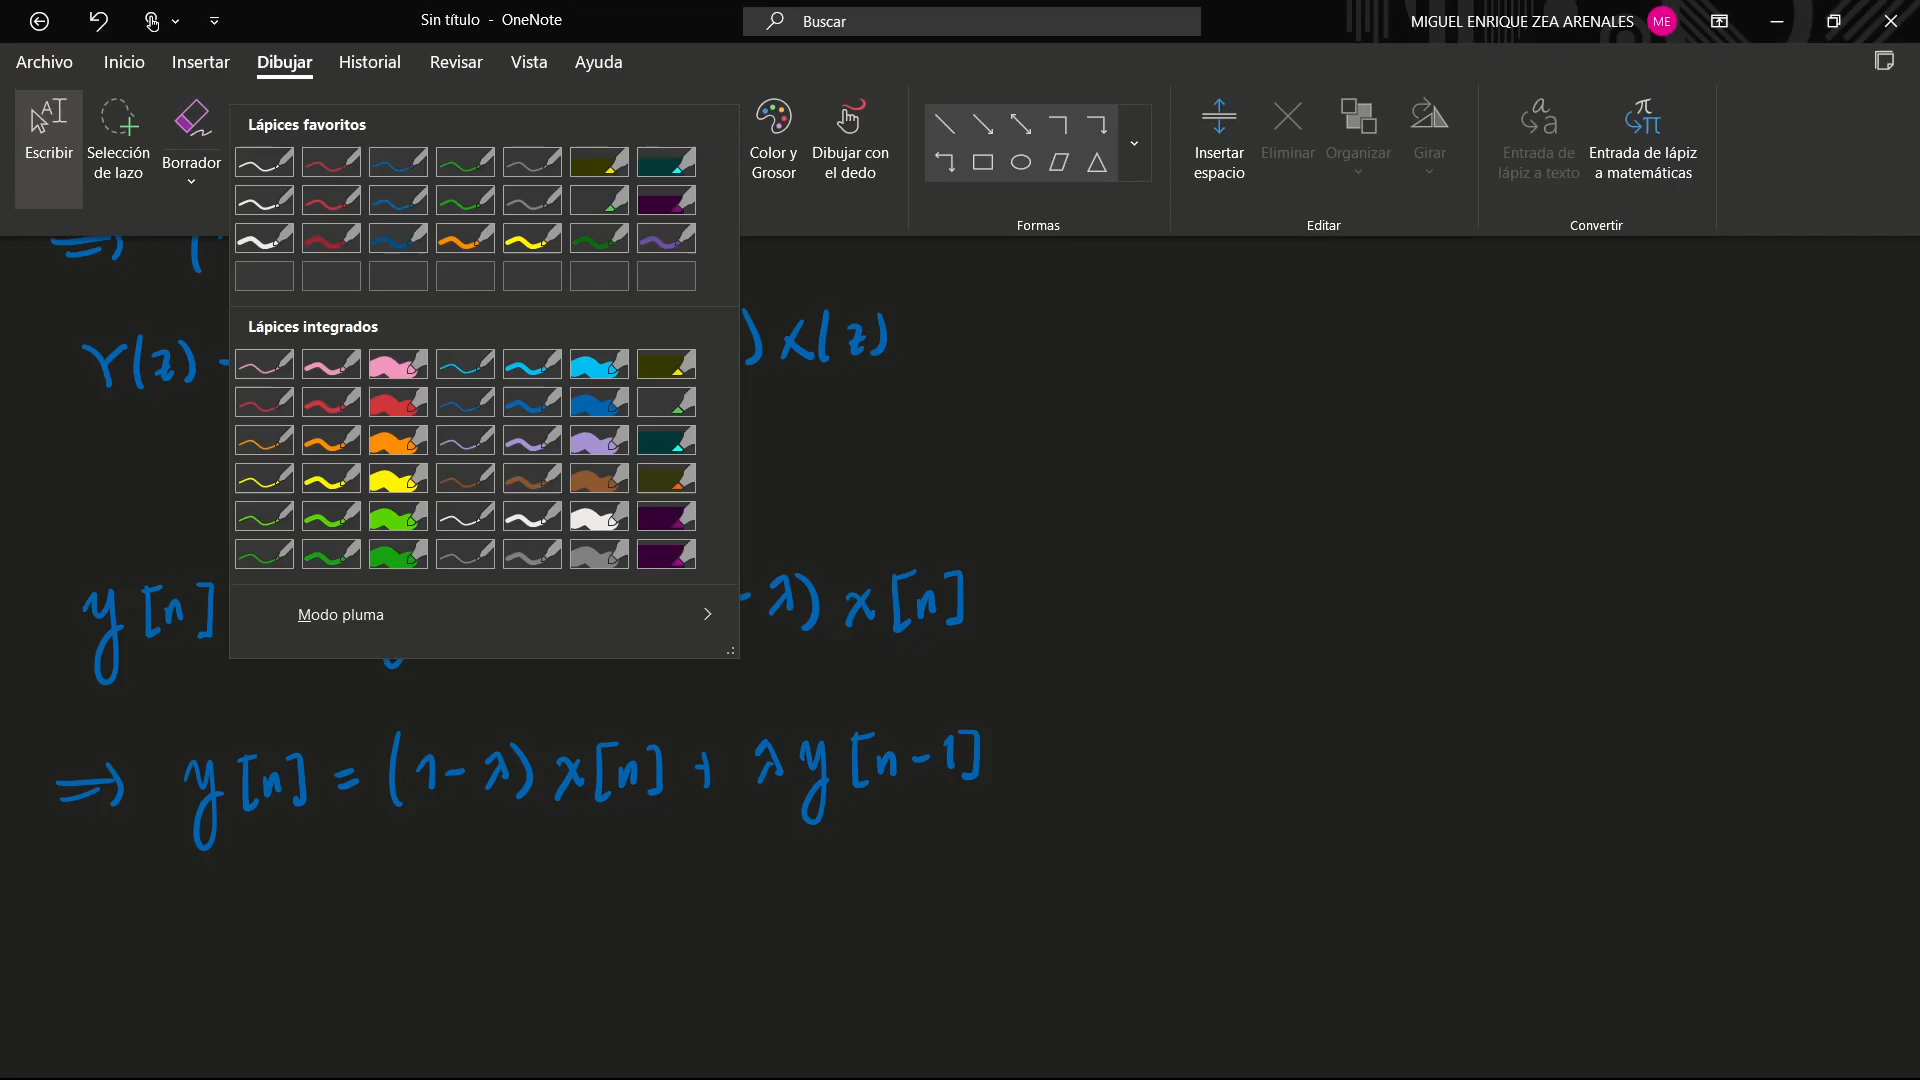 Sin título - OneNote
Buscar
MIGUEL ENRIQUE ZEA ARENALES
ME
Archivo Inicio Insertar Dibujar Historial Revisar Vista Ayuda
Escribir
Selección de lazo
Borrador
Lápices favoritos
Lápices integrados
Modo pluma
Color y Grosor
Dibujar con el dedo
Formas
Insertar espacio
Eliminar
Organizar
Girar
Editar
Entrada de lápiz a texto
Entrada de lápiz a matemáticas
Convertir
⇒ (
Y(z) - ) X(z)
y[n] - λ) x[n]
⇒ y[n] = (1-λ) x[n] + λ y[n-1]